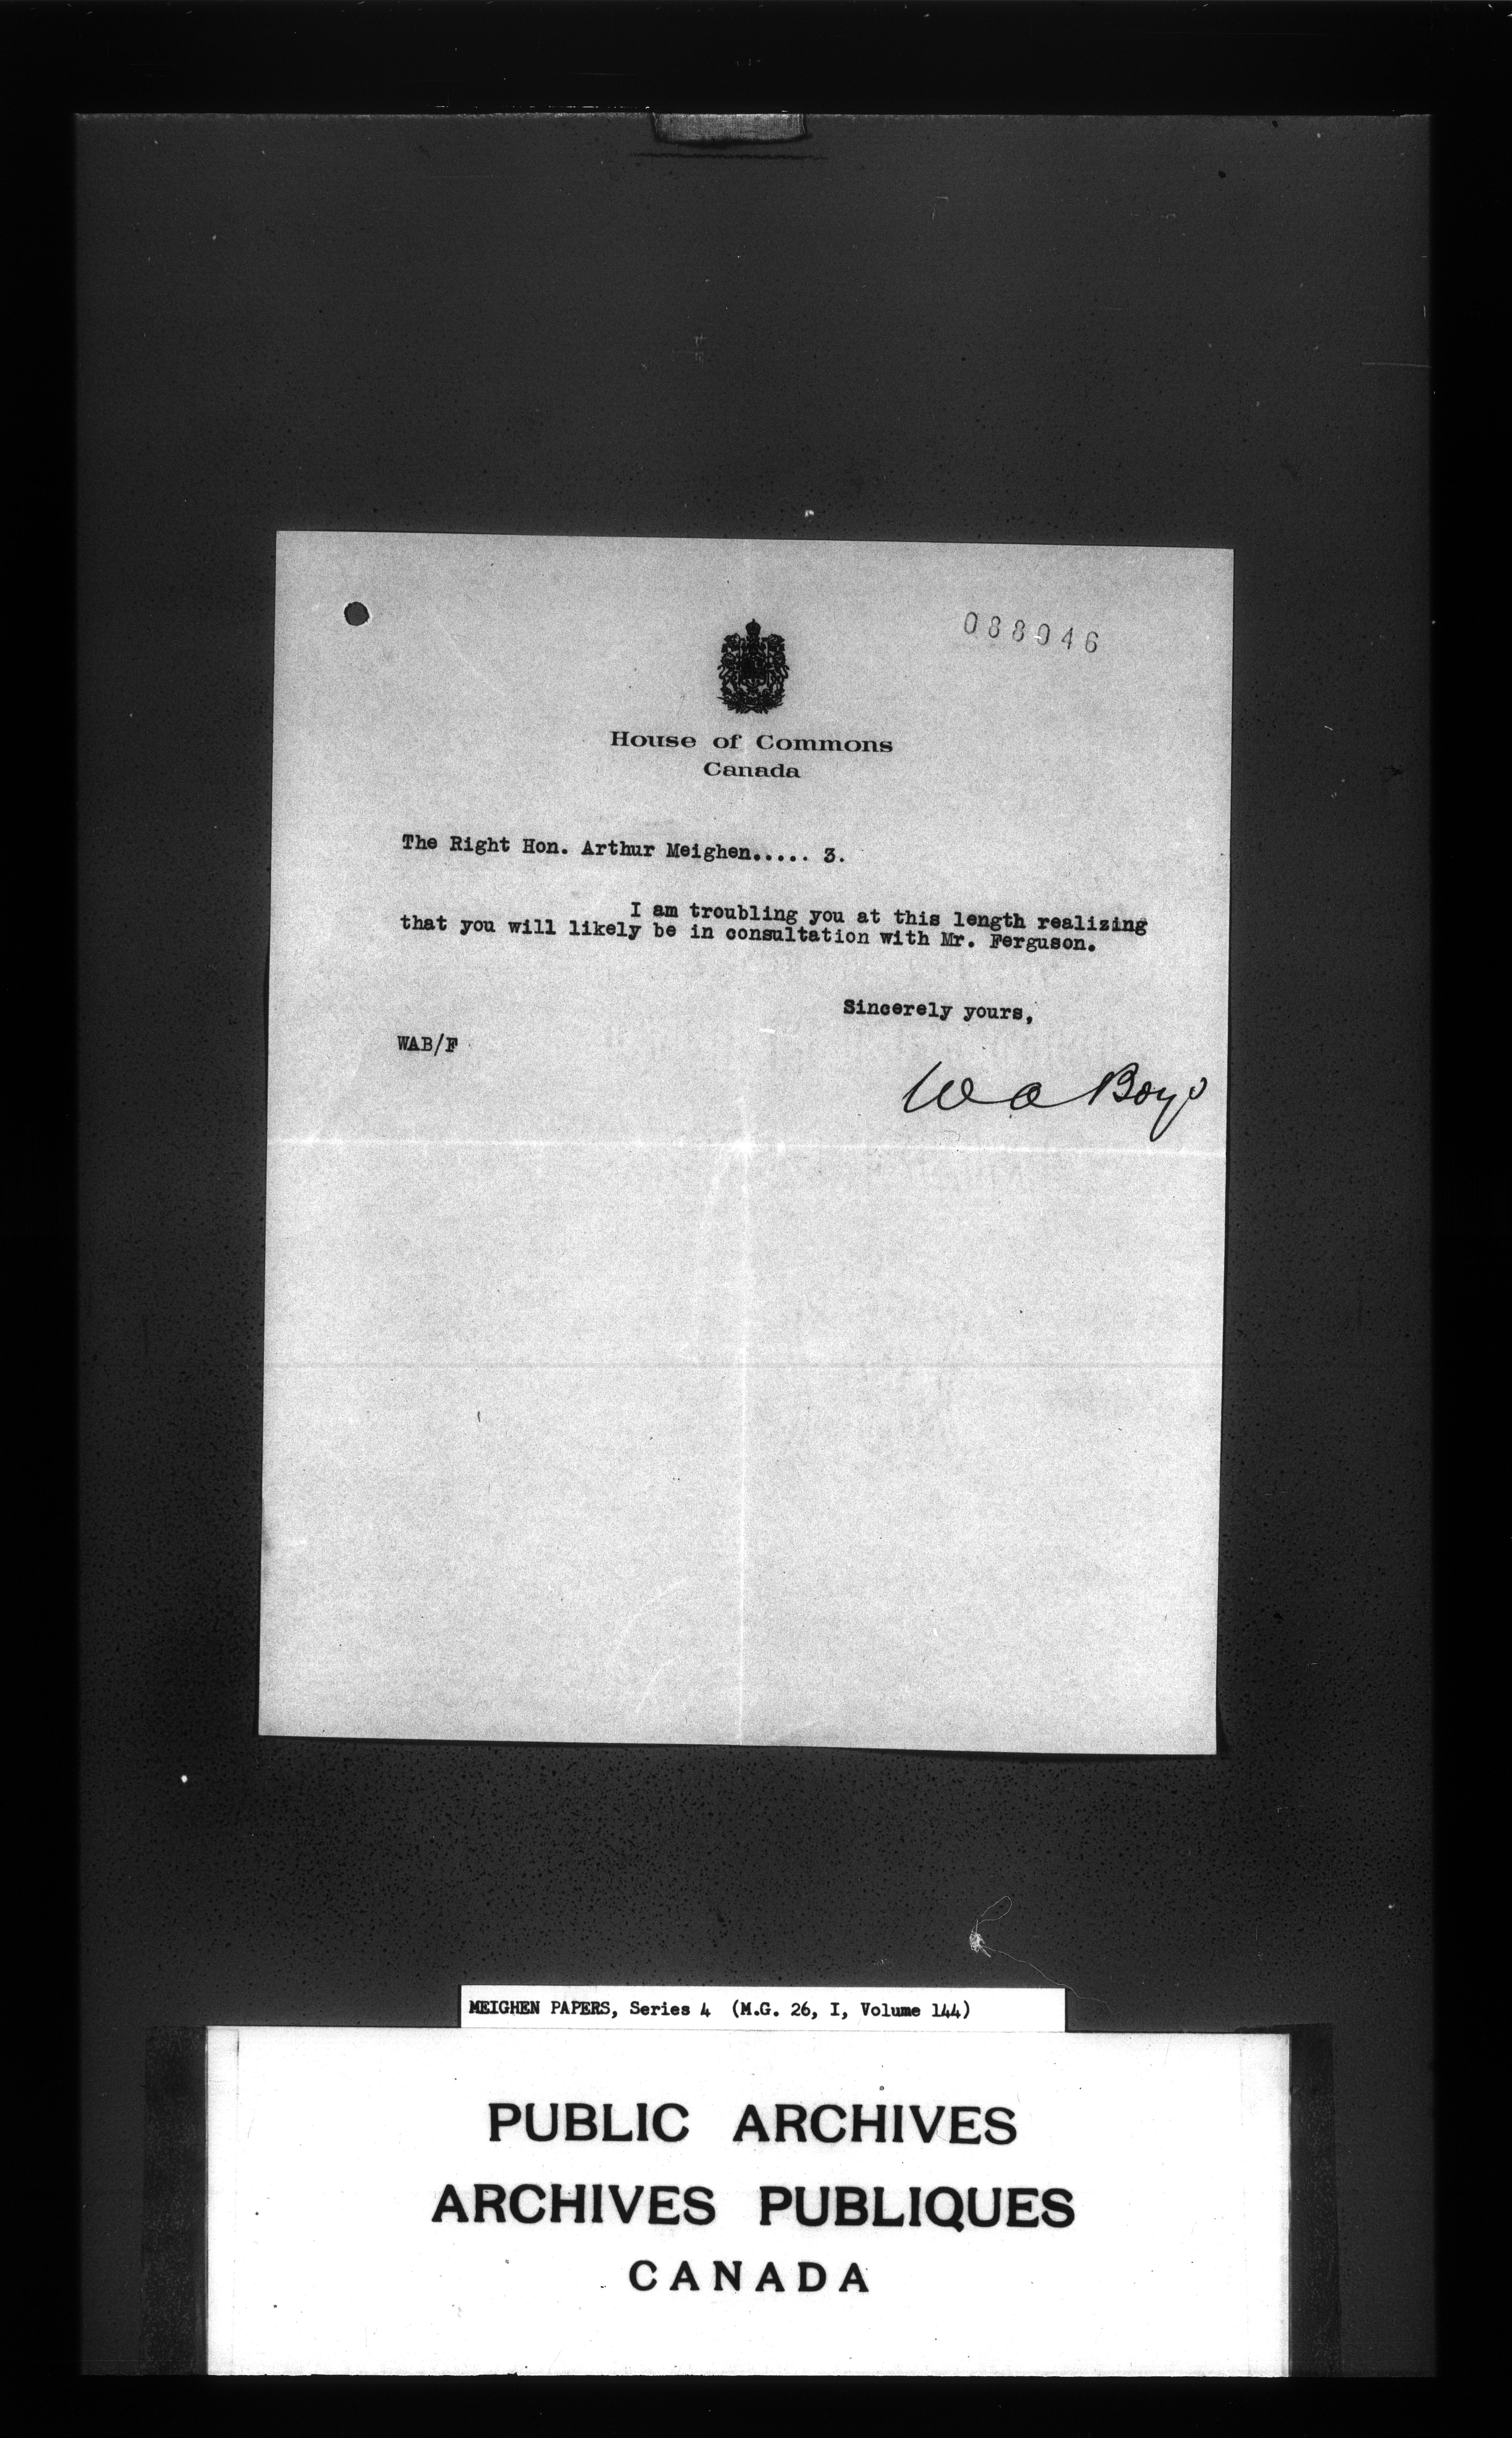 088046
House of Commons
Canada
The Right Hon. Arthur Meighen..... 3.
I am troubling you at this length realizing
that you will likely be in consultation with Mr. Ferguson.
Sincerely yours,
WAB/F
W A Boys
MEIGHEN PAPERS, Series 4 (M.G. 26, I, Volume 144)
PUBLIC ARCHIVES
ARCHIVES PUBLIQUES
CANADA